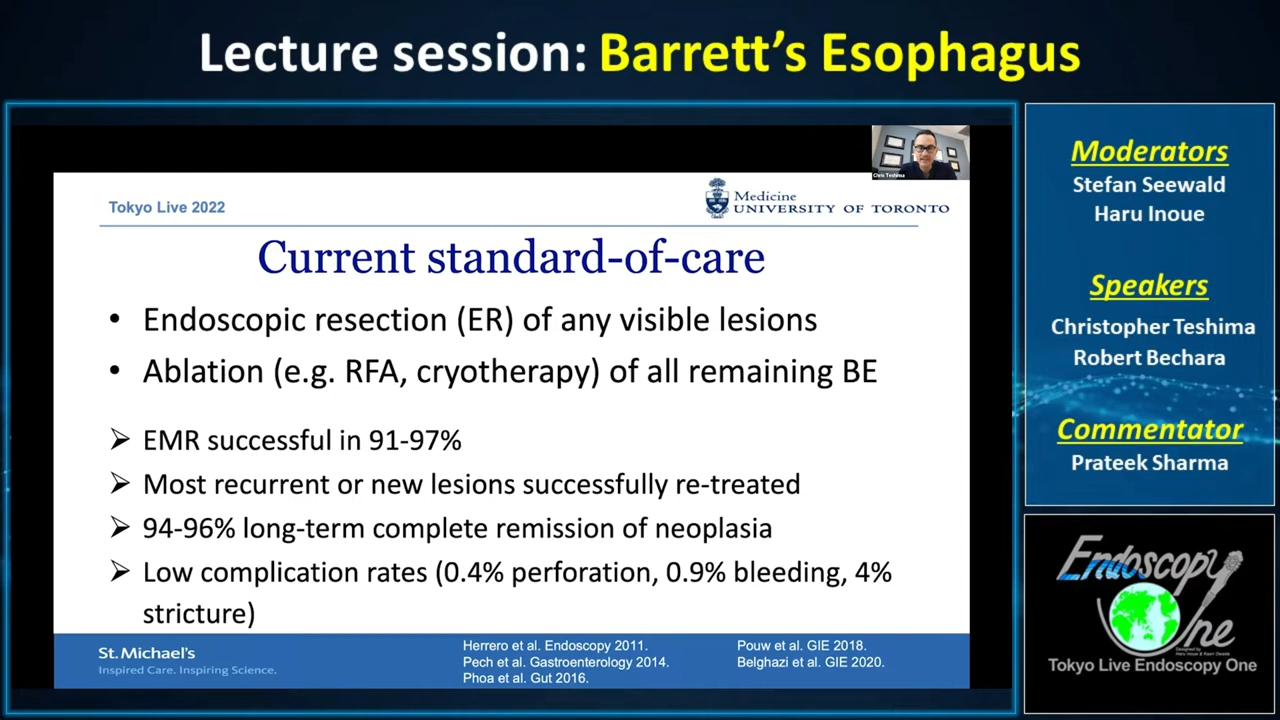 Lecture session: Barrett's Esophagus
Chris Teshima
Tokyo Live 2022
Medicine
UNIVERSITY OF TORONTO
Current standard-of-care
• Endoscopic resection (ER) of any visible lesions
• Ablation (e.g. RFA, cryotherapy) of all remaining BE
➢ EMR successful in 91-97%
➢ Most recurrent or new lesions successfully re-treated
➢ 94-96% long-term complete remission of neoplasia
➢ Low complication rates (0.4% perforation, 0.9% bleeding, 4%
stricture)
St. Michael's
Inspired Care. Inspiring Science.
Herrero et al. Endoscopy 2011.
Pech et al. Gastroenterology 2014.
Phoa et al. Gut 2016.
Pouw et al. GIE 2018.
Belghazi et al. GIE 2020.
Moderators
Stefan Seewald
Haru Inoue
Speakers
Christopher Teshima
Robert Bechara
Commentator
Prateek Sharma
Endoscopy
One
Tokyo Live Endoscopy One